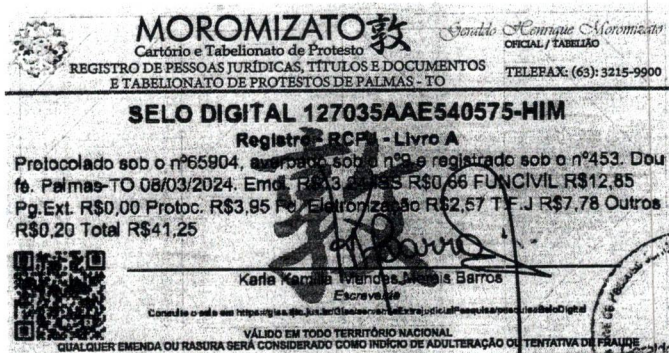 MOROMIZATO 敦
Geraldo Henrique Moromizato
Cartório e Tabelionato de Protesto
OFICIAL / TABELIÃO
REGISTRO DE PESSOAS JURÍDICAS, TÍTULOS E DOCUMENTOS
E TABELIONATO DE PROTESTOS DE PALMAS - TO
TELEFAX: (63): 3215-9900
SELO DIGITAL 127035AAE540575-HIM
Registro - RCPJ - Livro A
Protocolado sob o nº65904, averbado sob o nº9 e registrado sob o nº453. Dou
fé. Palmas-TO 08/03/2024. Emol. ISS R$0,66 FUNCIVIL R$12,85
Pg.Ext. R$0,00 Protoc. R$3,95 Eletronização R$2,57 T.F.J R$7,78 Outros
R$0,20 Total R$41,25
Karla Kamilla Mendes Morais Barros
Escrevente
VÁLIDO EM TODO TERRITÓRIO NACIONAL
QUALQUER EMENDA OU RASURA SERÁ CONSIDERADO COMO INDÍCIO DE ADULTERAÇÃO OU TENTATIVA DE FRAUDE